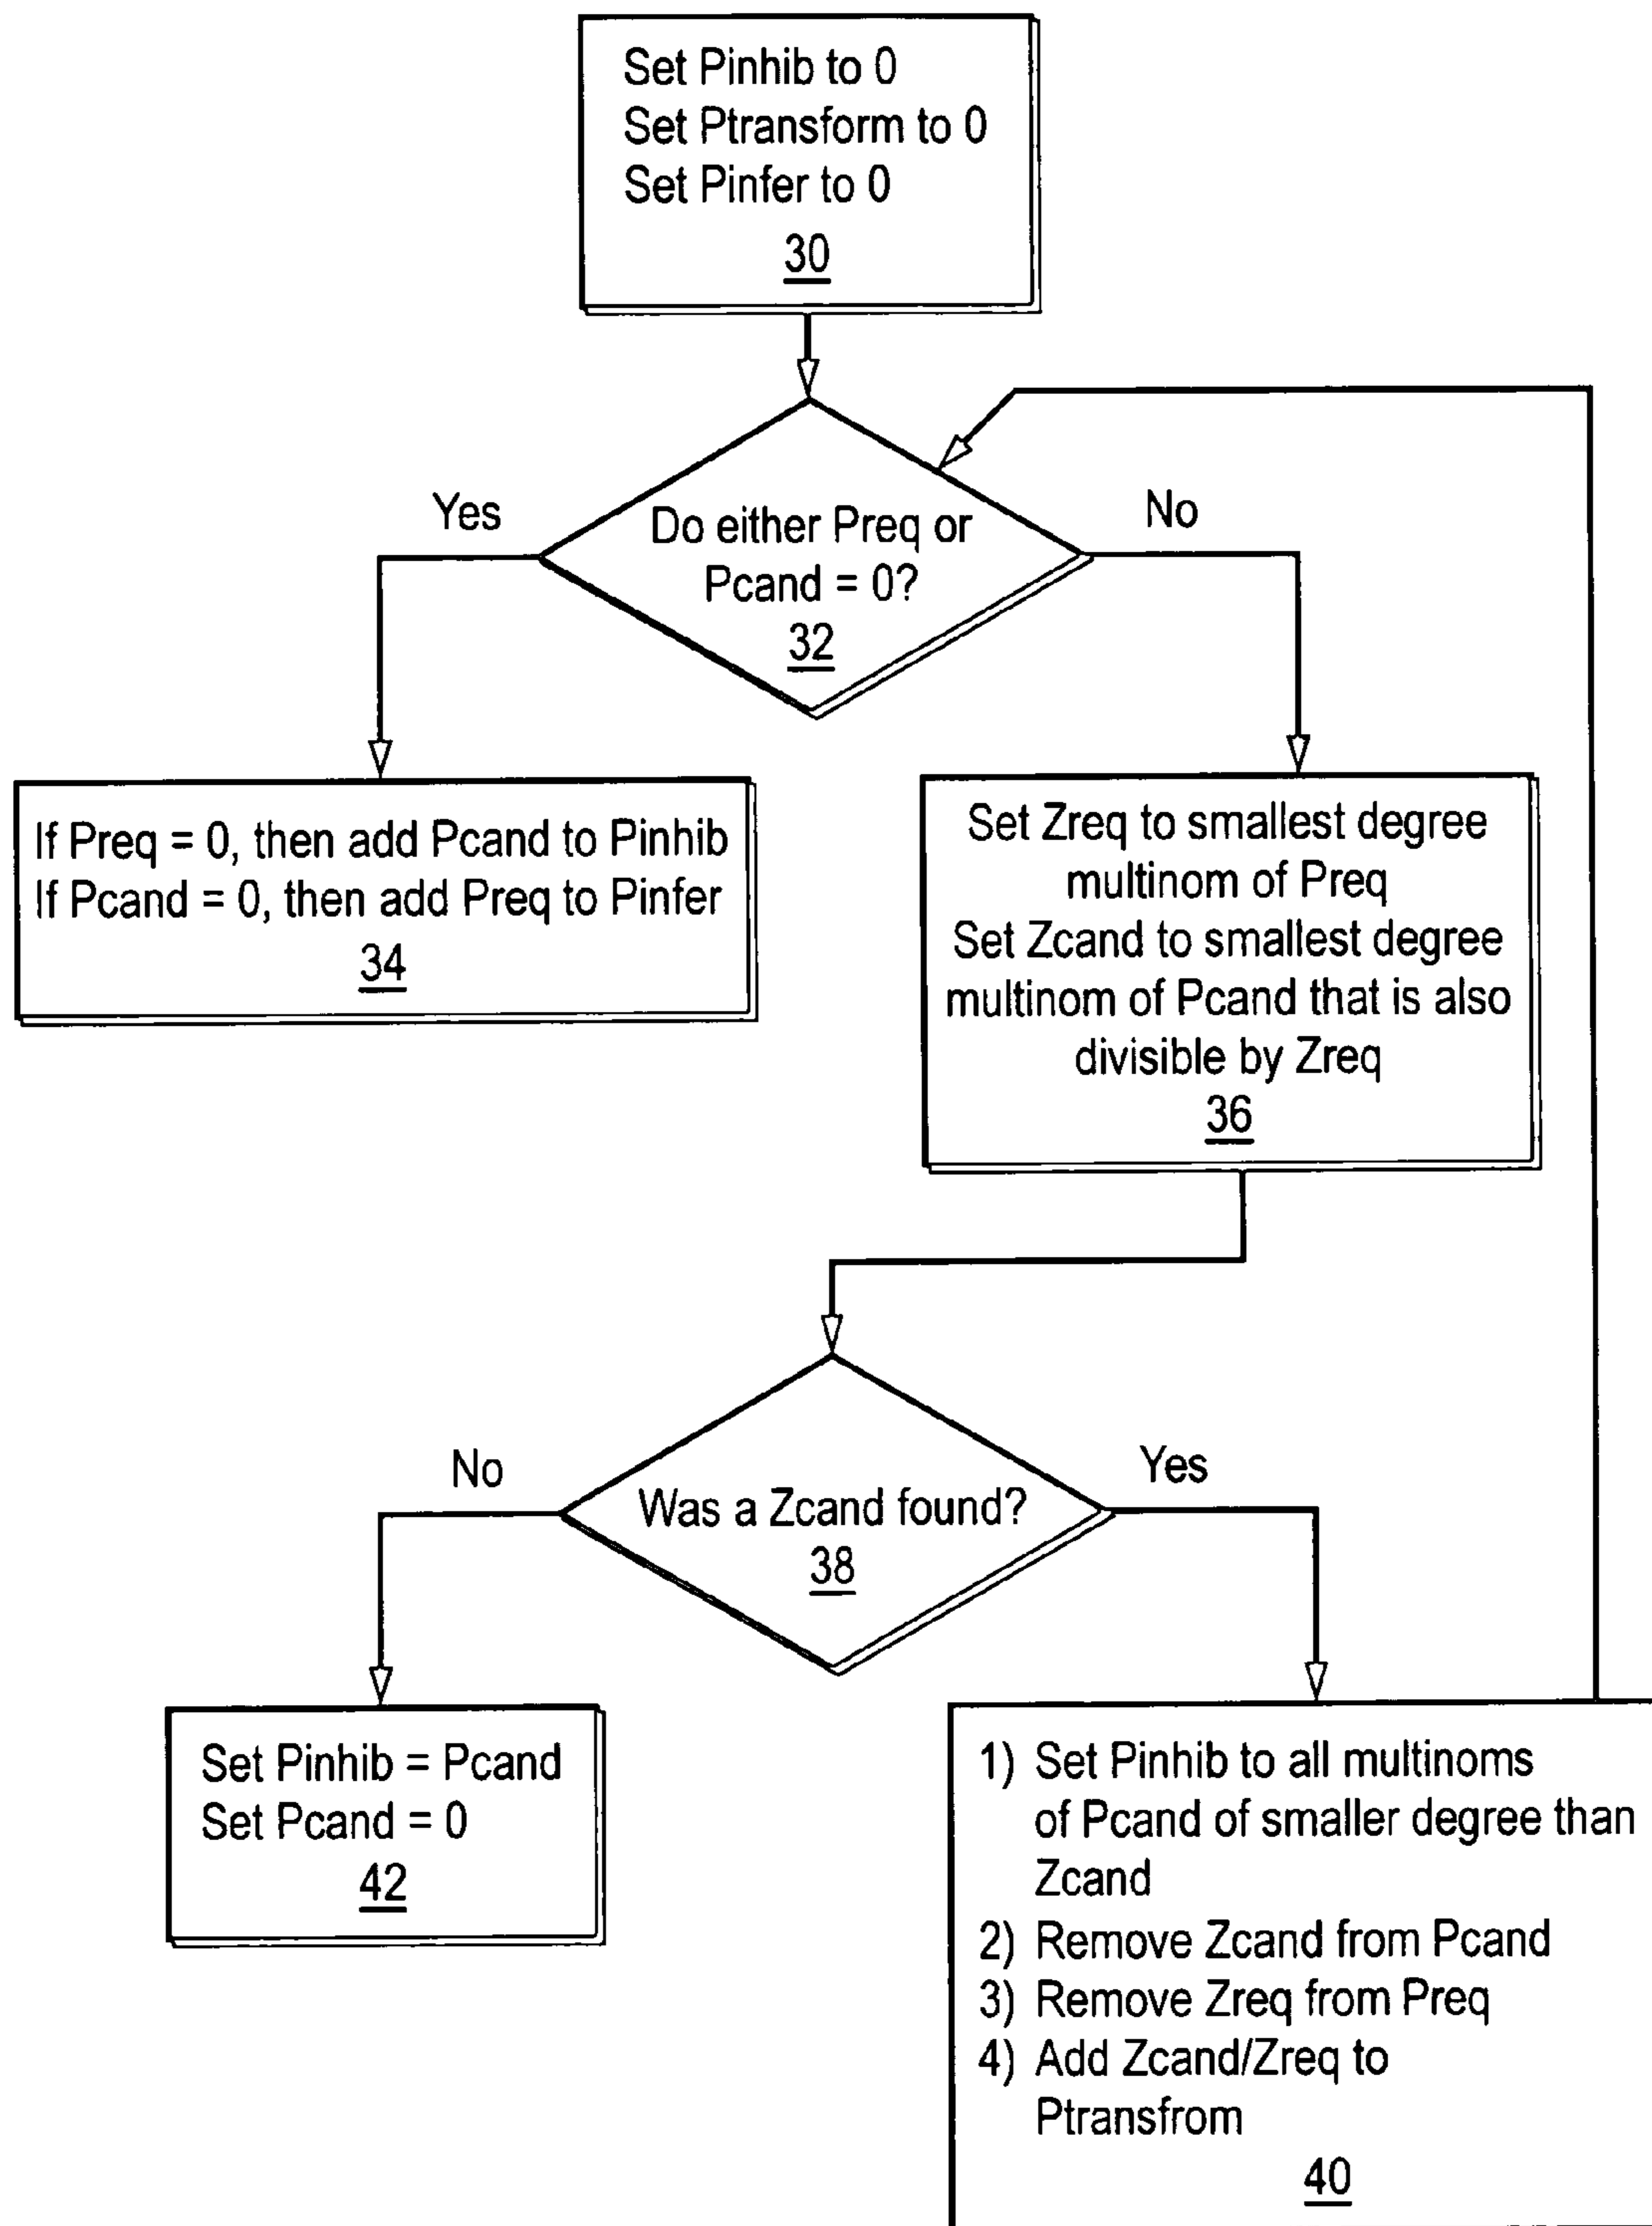 Set Pinhib to 0
Set Ptransform to 0
Set Pinfer to 0
30
Yes
Do either Preq or
Pcand = 0?
32
No
If Preq = 0, then add Pcand to Pinhib
If Pcand = 0, then add Preq to Pinfer
34
Set Zreq to smallest degree
multinom of Preq
Set Zcand to smallest degree
multinom of Pcand that is also
divisible by Zreq
36
No
Was a Zcand found?
38
Yes
Set Pinhib = Pcand
Set Pcand = 0
42
1) Set Pinhib to all multinoms
of Pcand of smaller degree than
Zcand
2) Remove Zcand from Pcand
3) Remove Zreq from Preq
4) Add Zcand/Zreq to
Ptransfrom
40